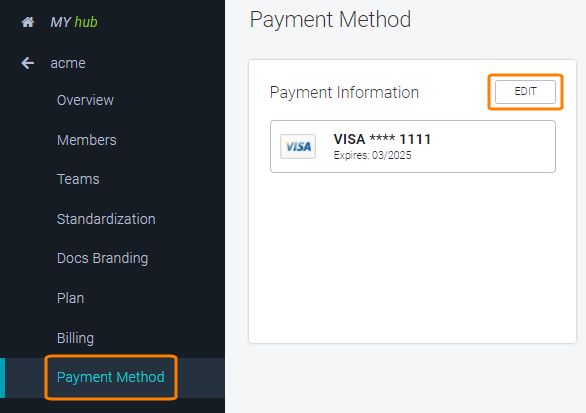 MY hub
acme
Overview
Members
Teams
Standardization
Docs Branding
Plan
Billing
Payment Method
Payment Method
Payment Information
EDIT
VISA
VISA **** 1111
Expires: 03/2025